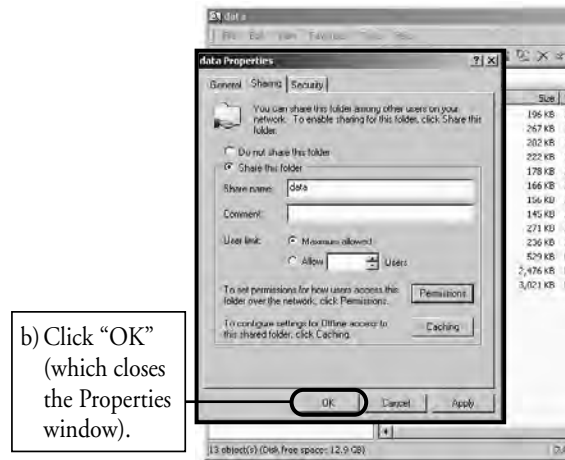 data
File Edit View Favorites Tools Help
data Properties
General Sharing Security
You can share this folder among other users on your
network. To enable sharing for this folder, click Share this
folder.
Do not share this folder
Share this folder
Share name: data
Comment:
User limit: Maximum allowed
Allow Users
To set permissions for how users access this
folder over the network, click Permissions.
Permissions
To configure settings for Offline access to
this shared folder, click Caching.
Caching
OK Cancel Apply
Size
196 KB
267 KB
202 KB
222 KB
178 KB
166 KB
156 KB
145 KB
271 KB
236 KB
529 KB
2,476 KB
3,021 KB
13 object(s) (Disk free space: 12.9 GB)
b) Click “OK”
(which closes
the Properties
window).